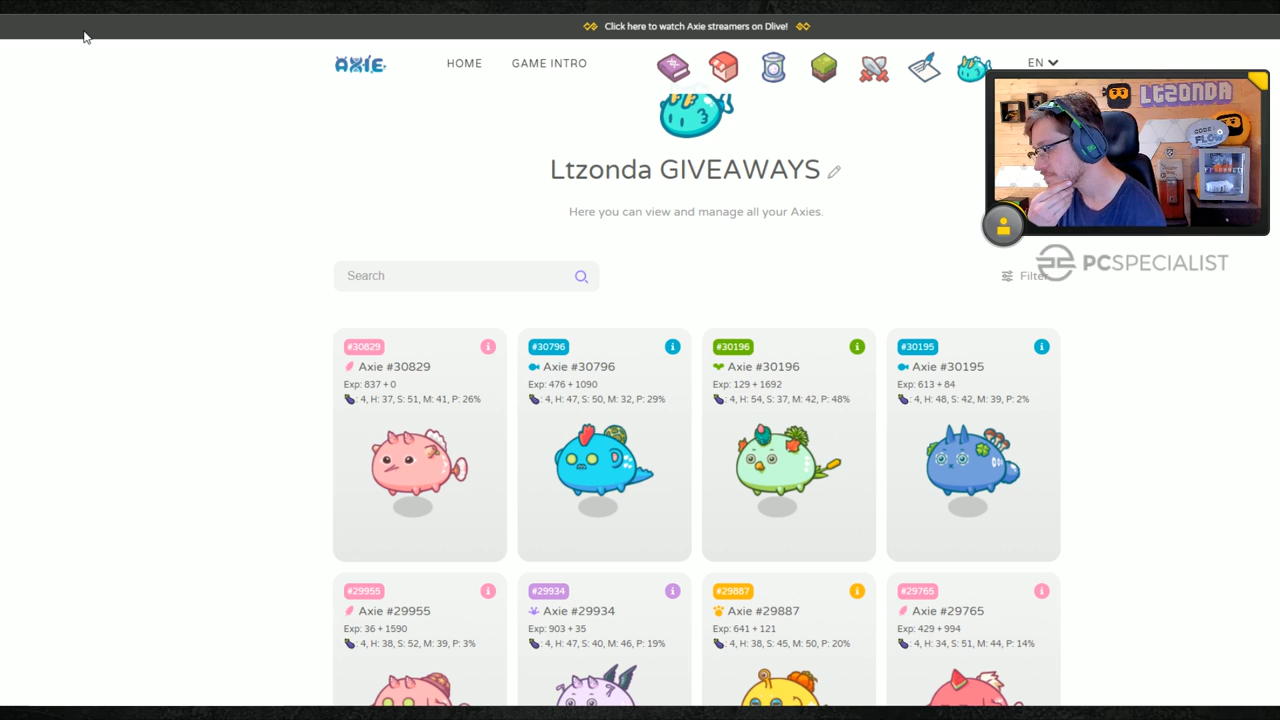 Click here to watch Axie streamers on Dlive!
AXIE
HOME
GAME INTRO
EN
LTZONDA
CODE
FLOW
Ltzonda GIVEAWAYS
Here you can view and manage all your Axies.
Search
Filter
PCSPECIALIST
#30829
Axie #30829
Exp: 837 + 0
: 4, H: 37, S: 51, M: 41, P: 26%
#30796
Axie #30796
Exp: 476 + 1090
: 4, H: 47, S: 50, M: 32, P: 29%
#30196
Axie #30196
Exp: 129 + 1692
: 4, H: 54, S: 37, M: 42, P: 48%
#30195
Axie #30195
Exp: 613 + 84
: 4, H: 48, S: 42, M: 39, P: 2%
#29955
Axie #29955
Exp: 36 + 1590
: 4, H: 38, S: 52, M: 39, P: 3%
#29934
Axie #29934
Exp: 903 + 35
: 4, H: 47, S: 40, M: 46, P: 19%
#29887
Axie #29887
Exp: 641 + 121
: 4, H: 38, S: 45, M: 50, P: 20%
#29765
Axie #29765
Exp: 429 + 994
: 4, H: 34, S: 51, M: 44, P: 14%